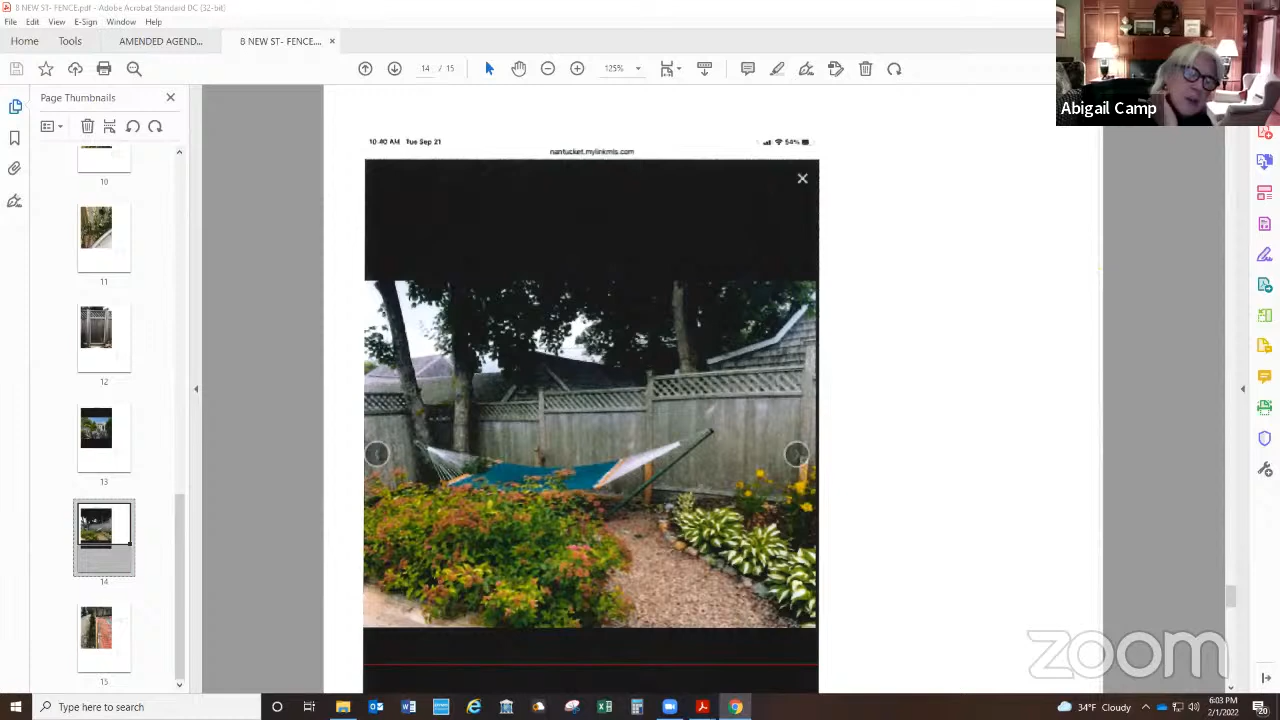 8 NEW ST- FENCE.pdf - Adobe Acrobat Standard DC (32-bit)
File Edit View Sign Window Help
Home Tools AMENDED AGEND... 8 NEW ST- FENCE.... ×
14 / 15 125%
Page Thumbnails
Abigail Camp
10:40 AM Tue Sep 21
54%
nantucket.mylinkmls.com
10
11
12
13
14
15
zoom
Type here to search
34°F Cloudy
6:03 PM
2/1/2022
20